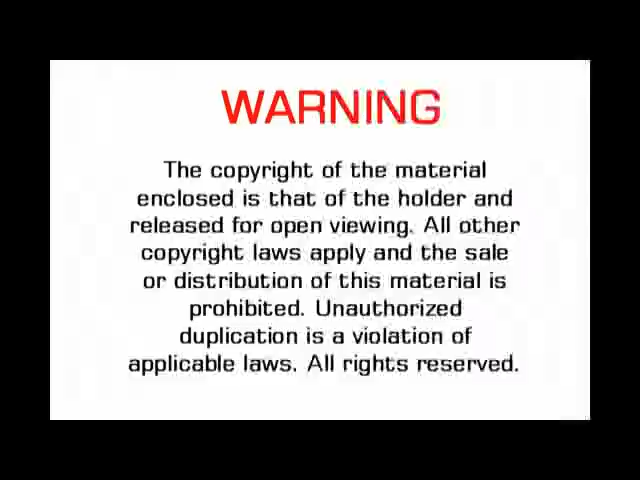 WARNING
The copyright of the material
enclosed is that of the holder and
released for open viewing. All other
copyright laws apply and the sale
or distribution of this material is
prohibited. Unauthorized
duplication is a violation of
applicable laws. All rights reserved.